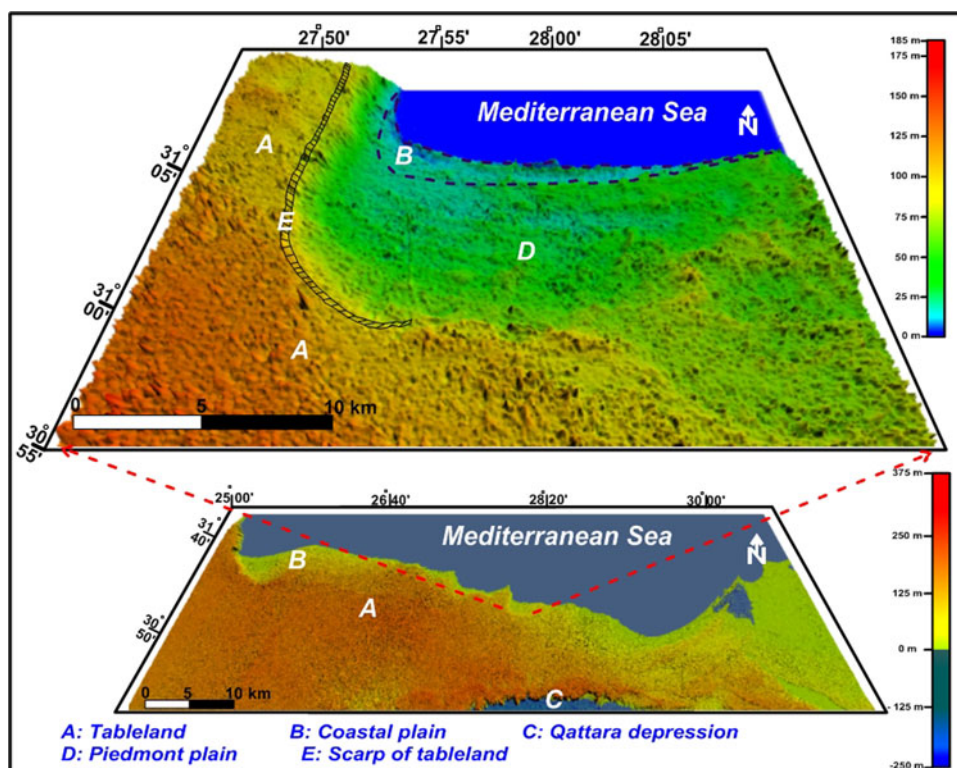 27°50' 27°55' 28°00' 28°05'
Mediterranean Sea
N
A
B
31° 05'
E
D
31° 00'
A
0 5 10 km
30° 55'
185 m
175 m
150 m
125 m
100 m
75 m
50 m
25 m
0 m
25°00' 26°40' 28°20' 30°00'
31° 40'
Mediterranean Sea
N
B
A
30° 50'
0 5 10 km
C
375 m
250 m
125 m
0 m
- 125 m
-250 m
A: Tableland B: Coastal plain C: Qattara depression
D: Piedmont plain E: Scarp of tableland